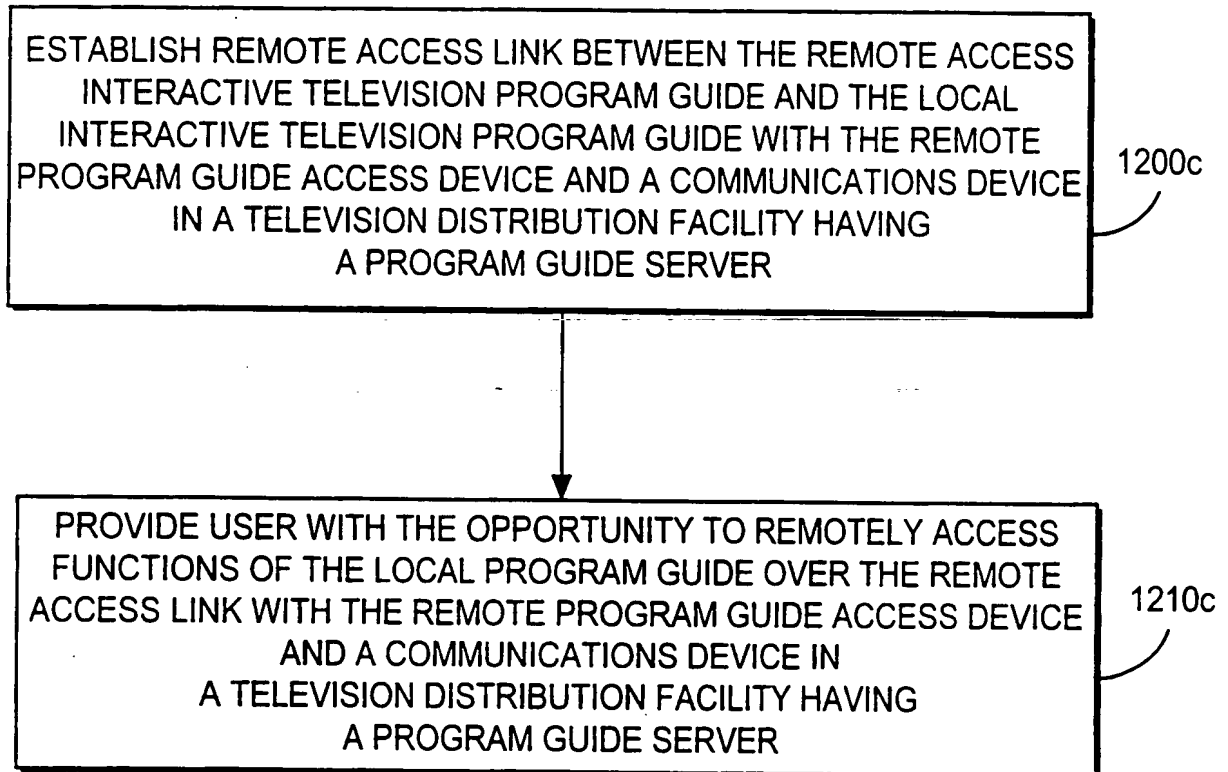 ESTABLISH REMOTE ACCESS LINK BETWEEN THE REMOTE ACCESS
INTERACTIVE TELEVISION PROGRAM GUIDE AND THE LOCAL
INTERACTIVE TELEVISION PROGRAM GUIDE WITH THE REMOTE
PROGRAM GUIDE ACCESS DEVICE AND A COMMUNICATIONS DEVICE
IN A TELEVISION DISTRIBUTION FACILITY HAVING
A PROGRAM GUIDE SERVER
1200c
PROVIDE USER WITH THE OPPORTUNITY TO REMOTELY ACCESS
FUNCTIONS OF THE LOCAL PROGRAM GUIDE OVER THE REMOTE
ACCESS LINK WITH THE REMOTE PROGRAM GUIDE ACCESS DEVICE
AND A COMMUNICATIONS DEVICE IN
A TELEVISION DISTRIBUTION FACILITY HAVING
A PROGRAM GUIDE SERVER
1210c